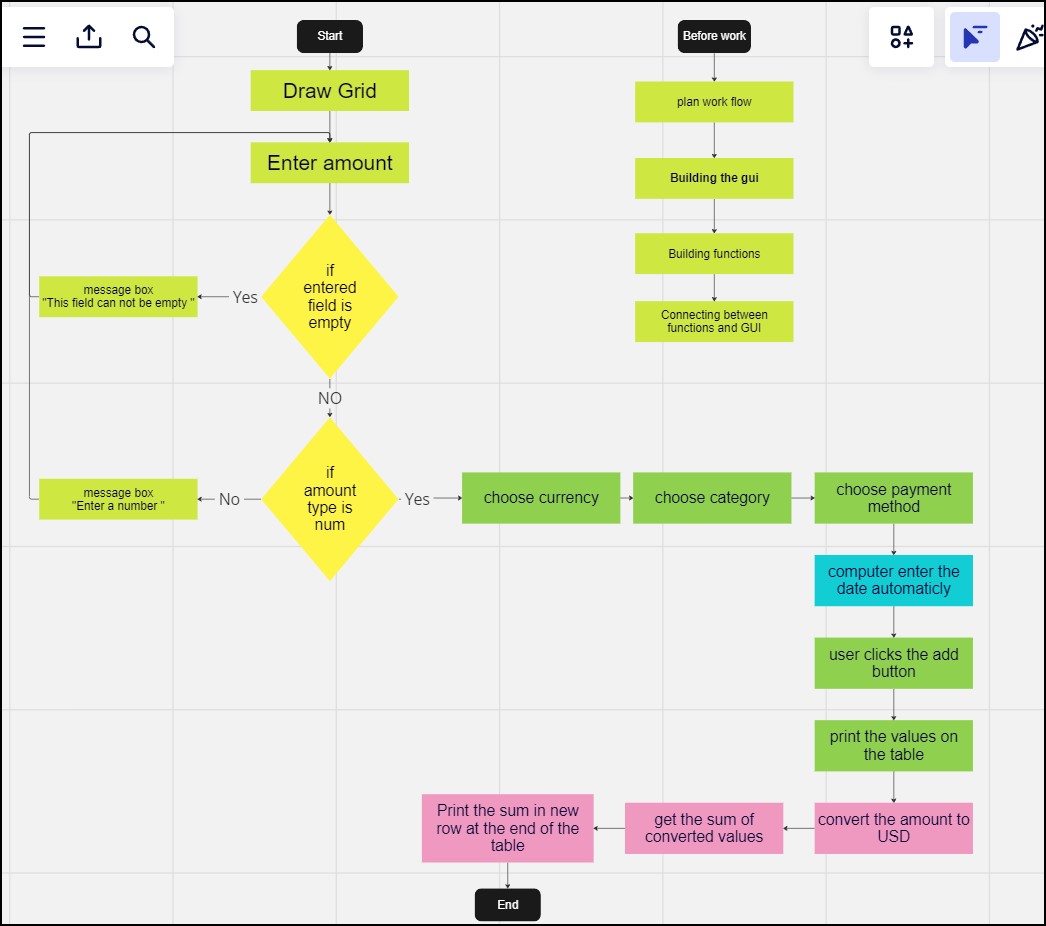 Start
Draw Grid
Enter amount
if
entered
field is
empty
Yes
message box
"This field can not be empty "
NO
if
amount
type is
num
No
message box
"Enter a number "
Yes
choose currency
choose category
choose payment
method
computer enter the
date automaticly
user clicks the add
button
print the values on
the table
convert the amount to
USD
get the sum of
converted values
Print the sum in new
row at the end of the
table
End
Before work
plan work flow
Building the gui
Building functions
Connecting between
functions and GUI